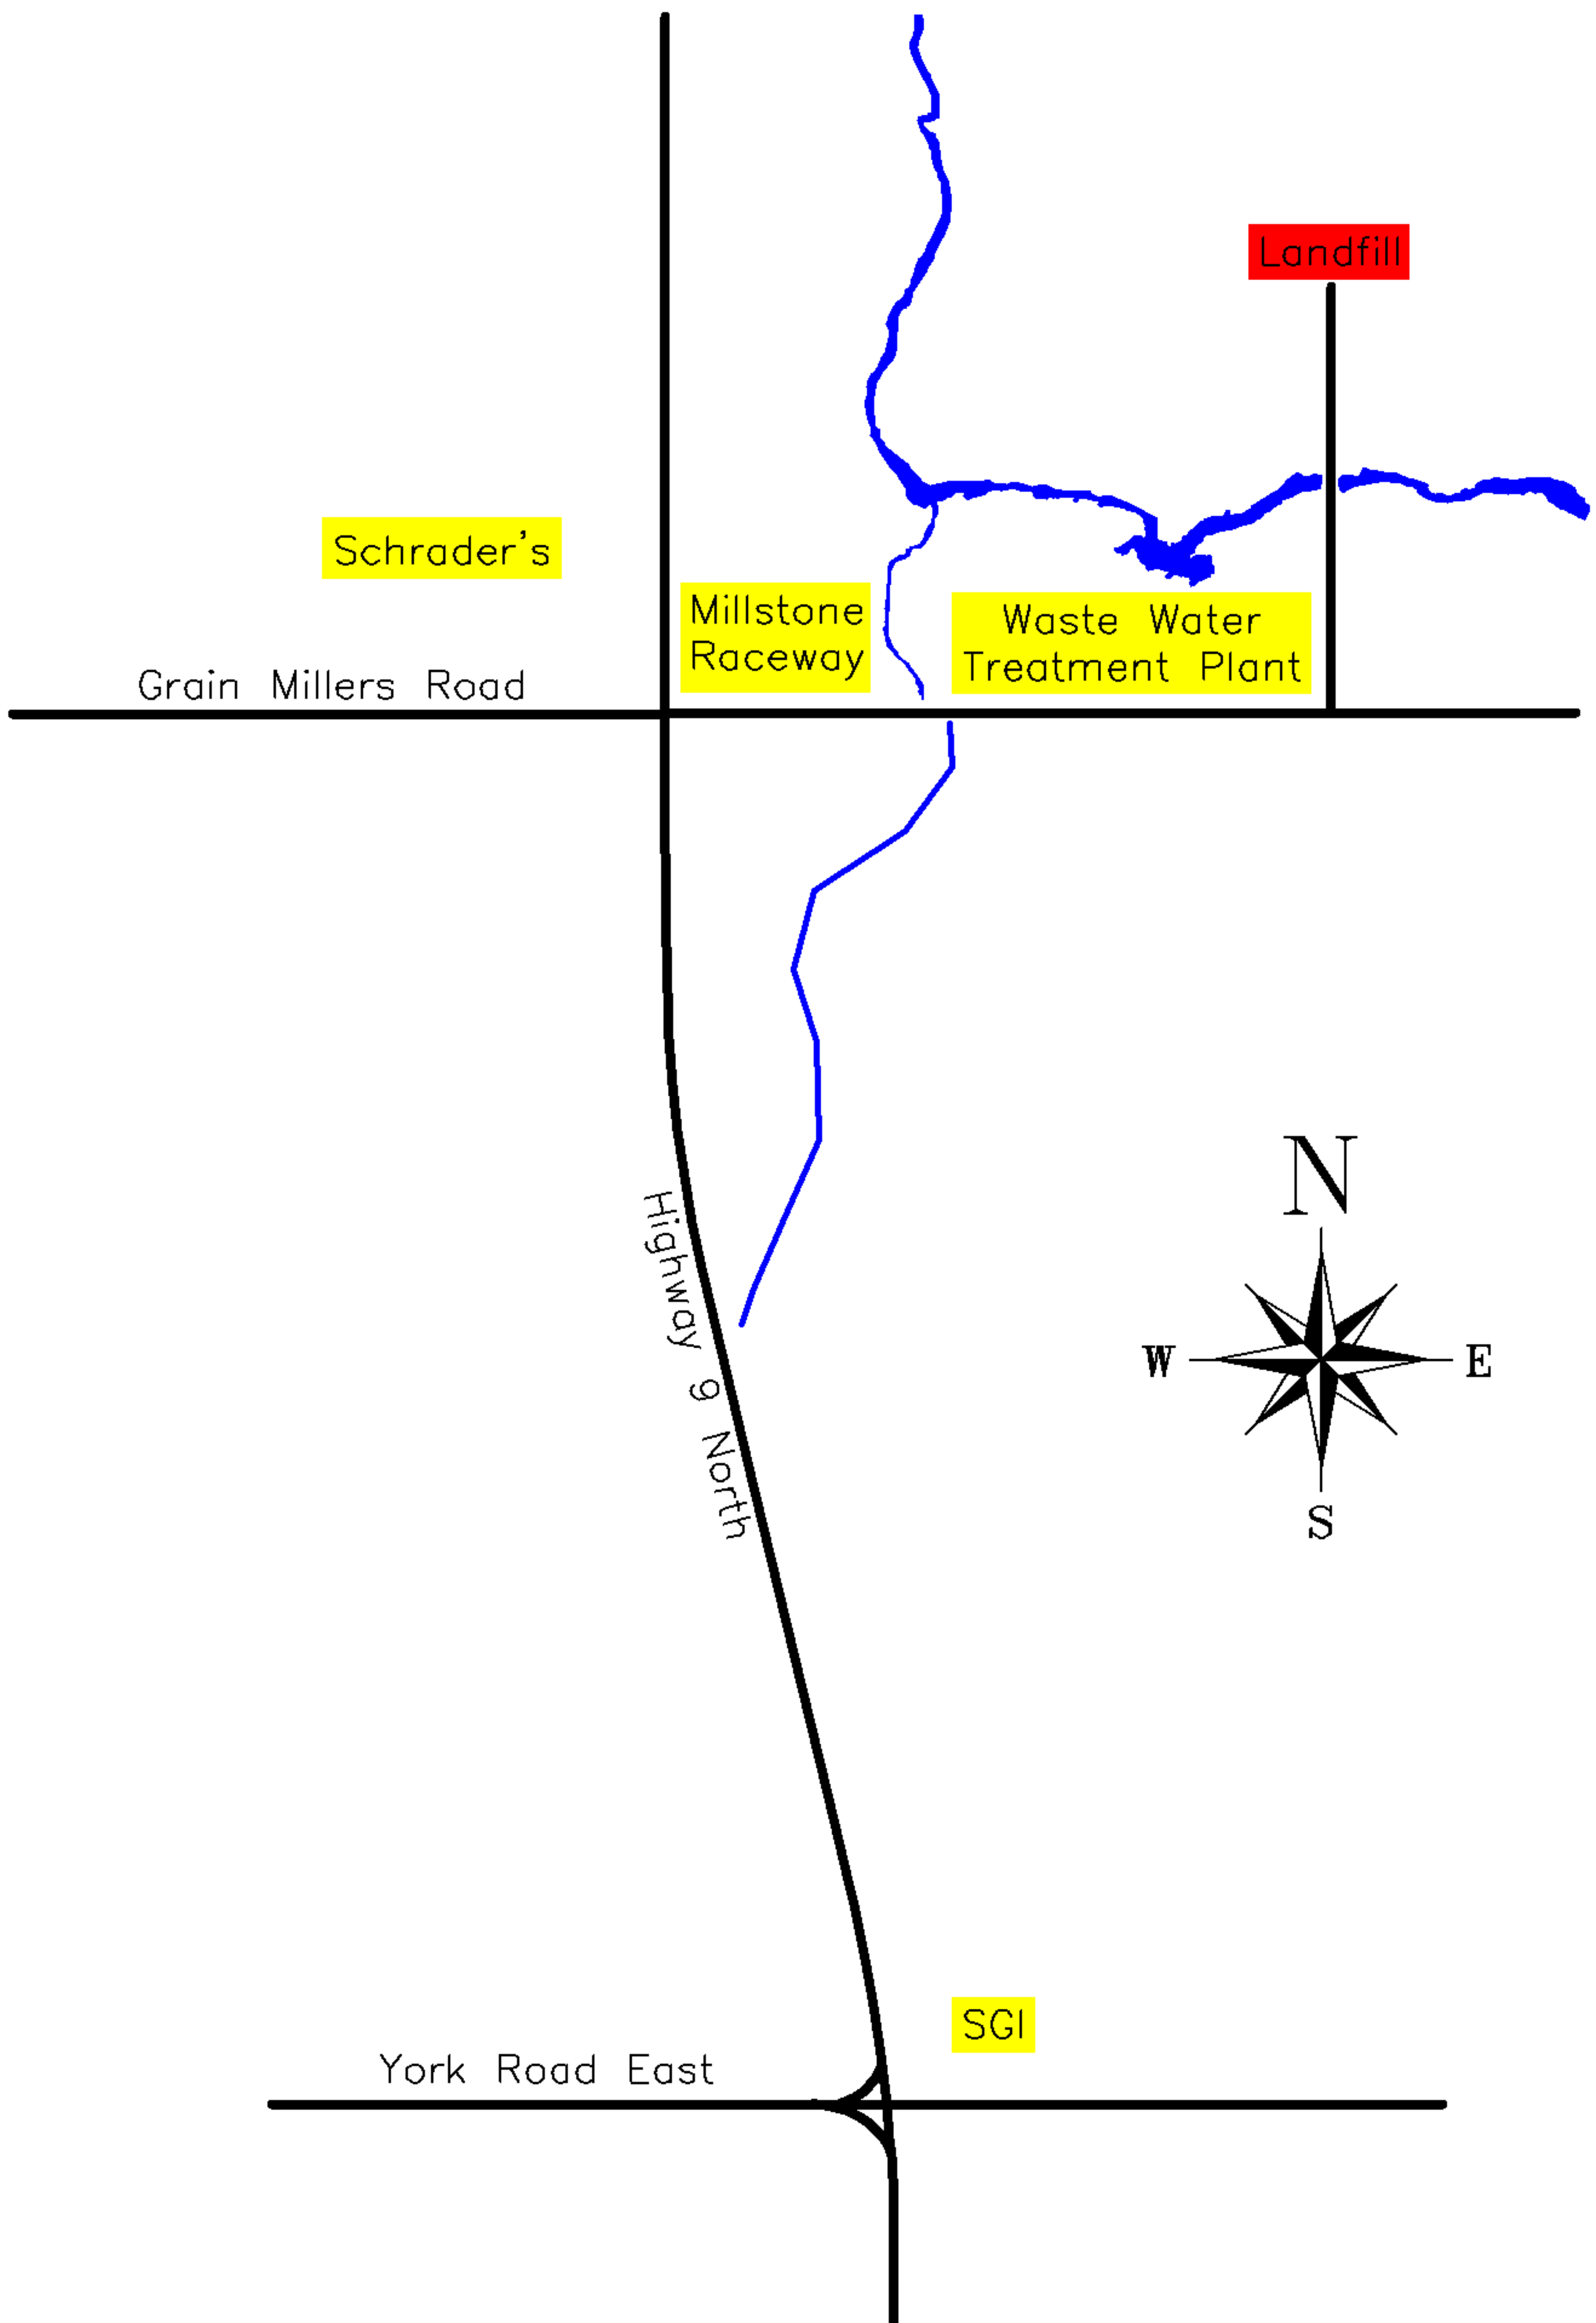 Landfill
Schrader's
Millstone
Raceway
Waste Water
Treatment Plant
Grain Millers Road
Highway 9 North
N
W
E
S
SGI
York Road East